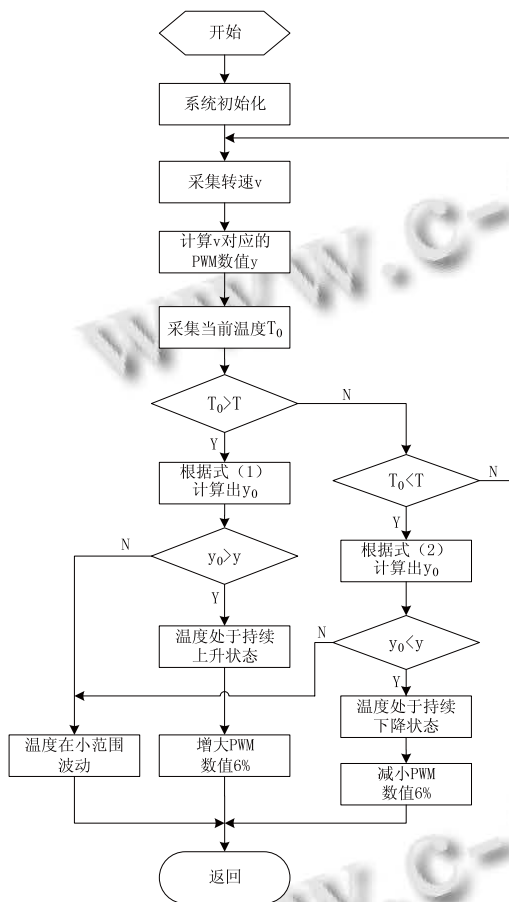 开始
系统初始化
采集转速v
计算v对应的
PWM数值y
采集当前温度T₀
T₀>T
N
Y
根据式（1）
计算出y₀
T₀<T
N
Y
y₀>y
N
Y
根据式（2）
计算出y₀
温度处于持续
上升状态
y₀<y
N
Y
温度在小范围
波动
增大PWM
数值6%
温度处于持续
下降状态
减小PWM
数值6%
返回
www.c-
www.c-